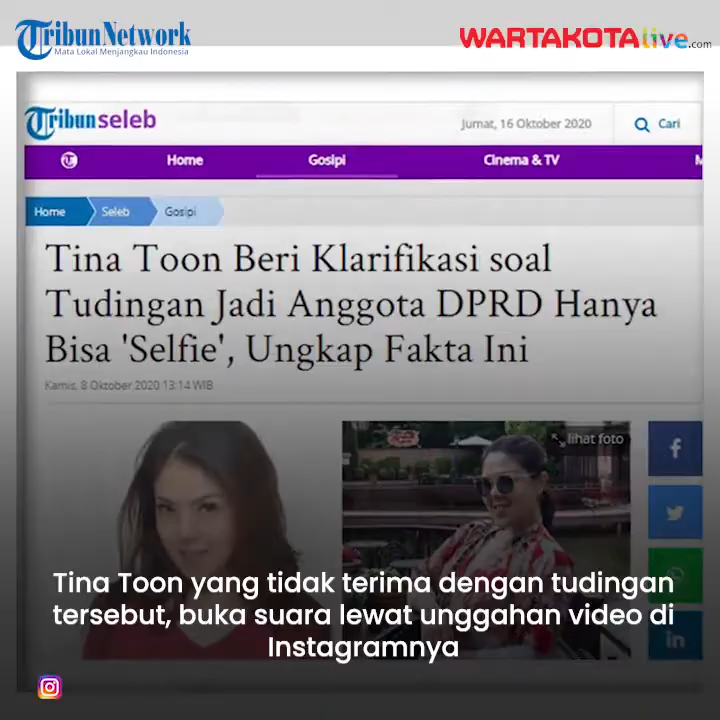 Tribun Network
Mata Lokal Menjangkau Indonesia
WARTAKOTAlive.com
Tribunseleb
Jumat, 16 Oktober 2020
Cari
Home
Gosipi
Cinema & TV
M
Home
Seleb
Gosipi
Tina Toon Beri Klarifikasi soal
Tudingan Jadi Anggota DPRD Hanya
Bisa 'Selfie', Ungkap Fakta Ini
Kamis, 8 Oktober 2020 13:14 WIB
lihat foto
Tina Toon yang tidak terima dengan tudingan
tersebut, buka suara lewat unggahan video di
Instagramnya